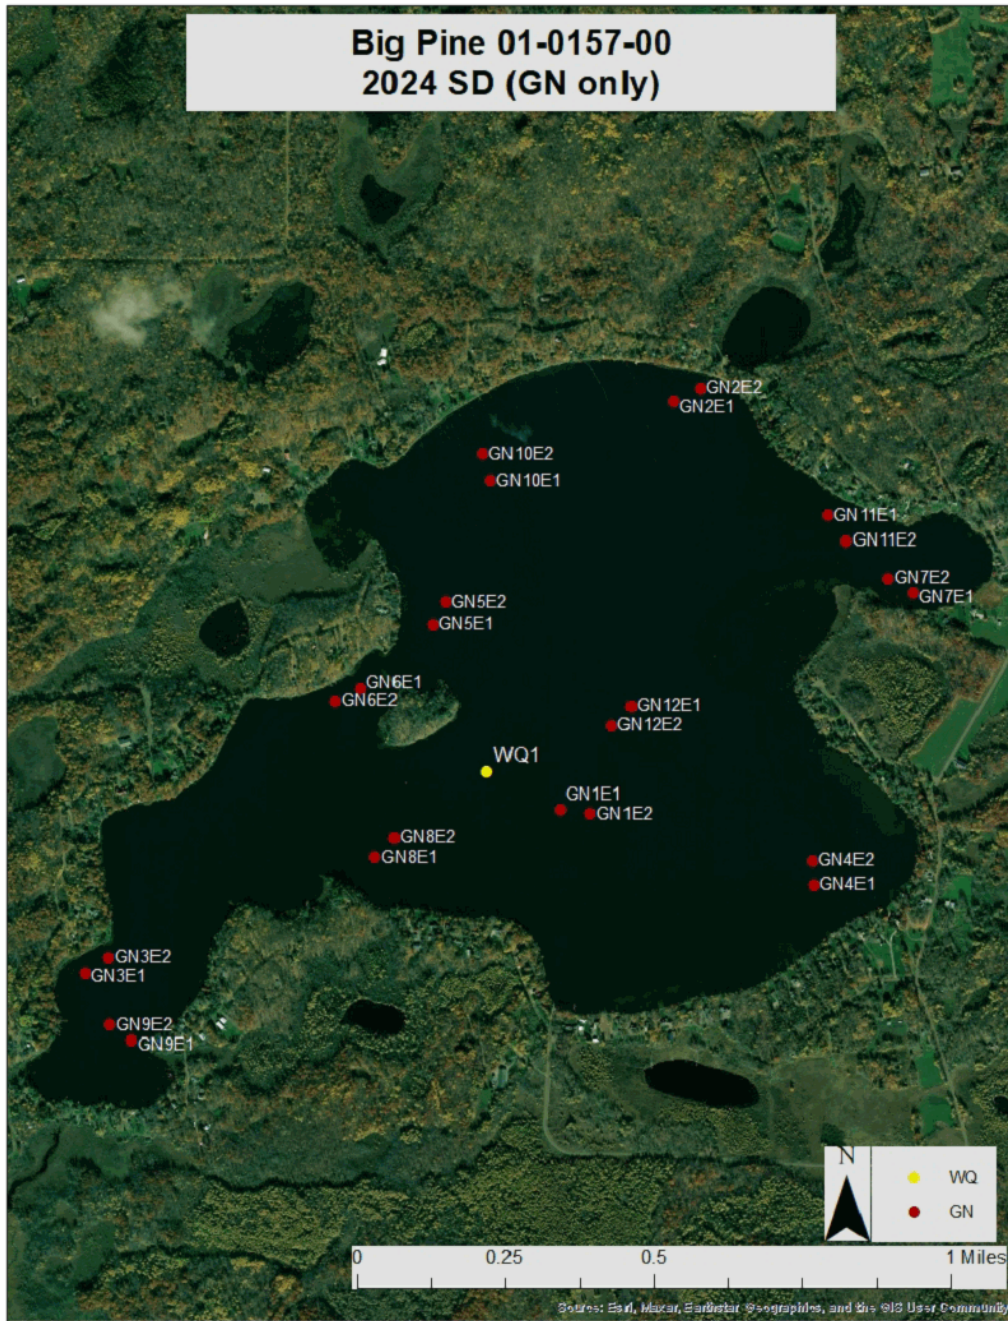 Big Pine 01-0157-00
2024 SD (GN only)
GN2E2
GN2E1
GN10E2
GN10E1
GN11E1
GN11E2
GN7E2
GN7E1
GN5E2
GN5E1
GN6E1
GN6E2
GN12E1
GN12E2
WQ1
GN1E1
GN1E2
GN8E2
GN8E1
GN4E2
GN4E1
GN3E2
GN3E1
GN9E2
GN9E1
N
WQ
GN
0 0.25 0.5 1 Miles
Source: Esri, Maxar, Earthstar Geographics, and the GIS User Community